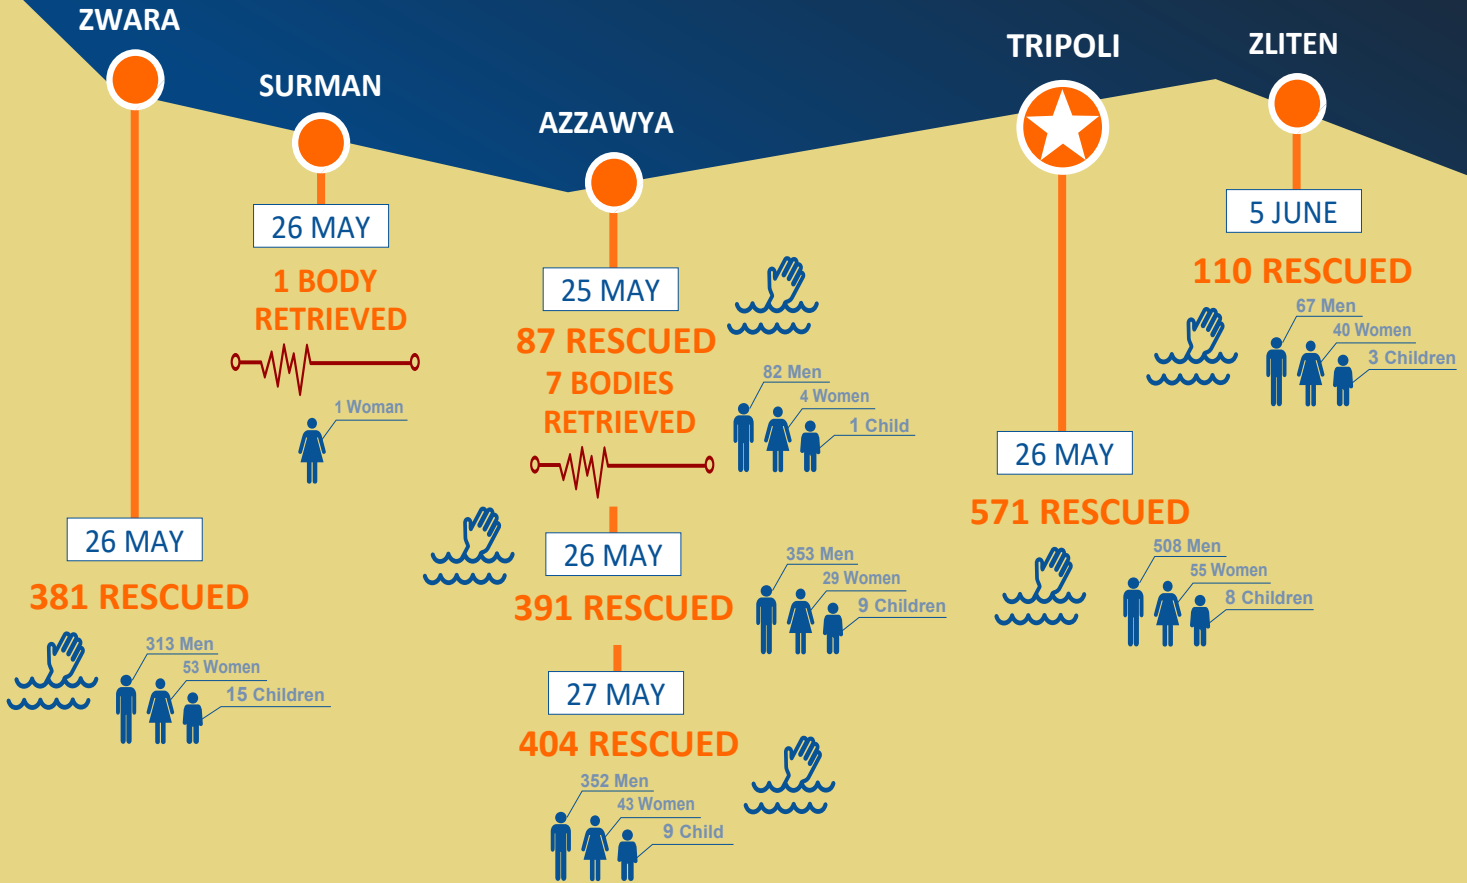 ZWARA
26 MAY
381 RESCUED
313 Men
53 Women
15 Children
SURMAN
26 MAY
1 BODY
RETRIEVED
1 Woman
AZZAWYA
25 MAY
87 RESCUED
7 BODIES
RETRIEVED
82 Men
4 Women
1 Child
26 MAY
391 RESCUED
353 Men
29 Women
9 Children
27 MAY
404 RESCUED
352 Men
43 Women
9 Child
TRIPOLI
26 MAY
571 RESCUED
508 Men
55 Women
8 Children
ZLITEN
5 JUNE
110 RESCUED
67 Men
40 Women
3 Children